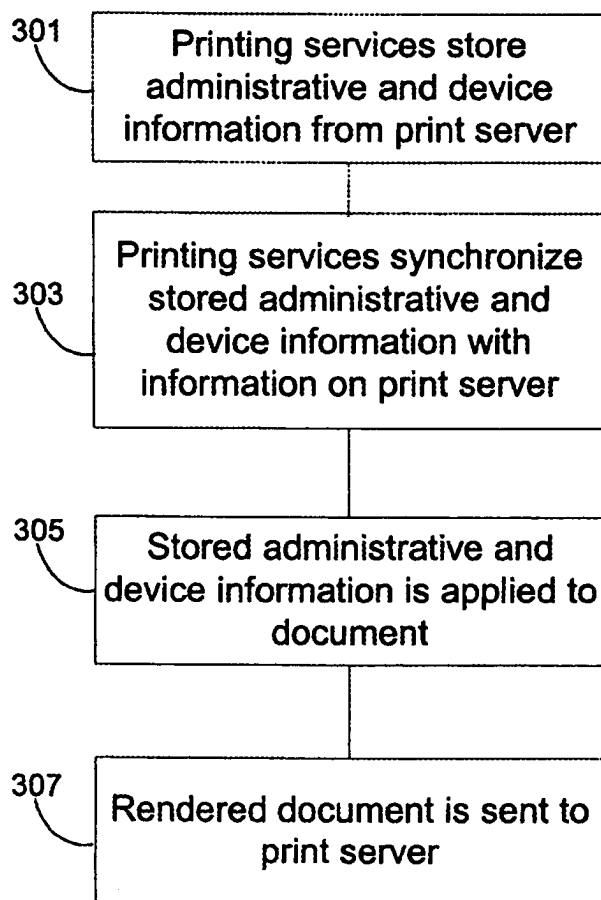 301
Printing services store
administrative and device
information from print server
303
Printing services synchronize
stored administrative and
device information with
information on print server
305
Stored administrative and
device information is applied to
document
307
Rendered document is sent to
print server